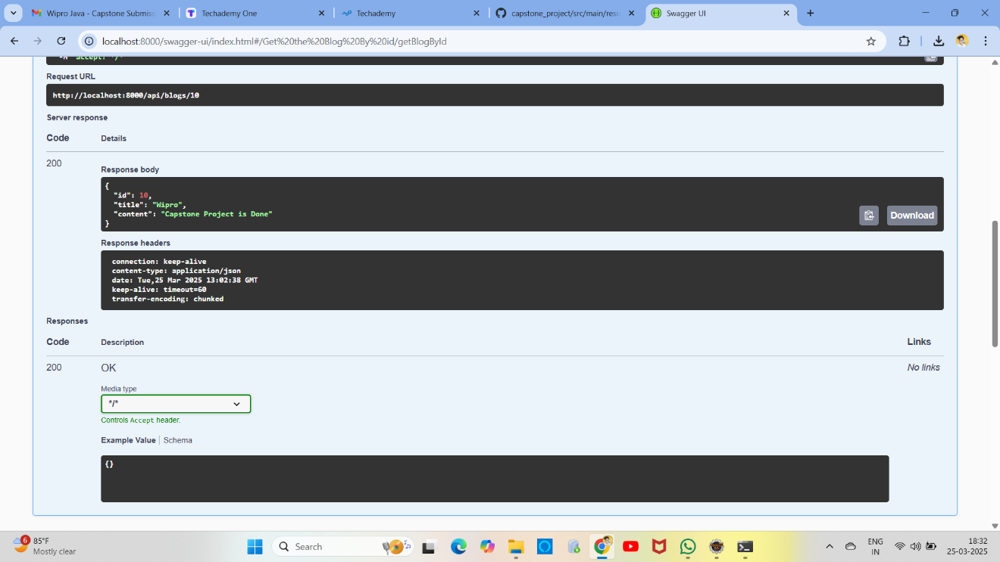 Wipro Java - Capstone Submiss
Techademy One
Techademy
capstone_project/src/main/reso
Swagger UI
localhost:8000/swagger-ui/index.html#/Get%20the%20Blog%20By%20id/getBlogById
-H 'accept: */*'
Request URL
http://localhost:8000/api/blogs/10
Server response
Code
Details
200
Response body
{
"id": 10,
"title": "Wipro",
"content": "Capstone Project is Done"
}
Download
Response headers
connection: keep-alive
content-type: application/json
date: Tue,25 Mar 2025 13:02:38 GMT
keep-alive: timeout=60
transfer-encoding: chunked
Responses
Code
Description
Links
200
OK
No links
Media type
*/*
Controls Accept header.
Example Value
Schema
{}
6
85°F
Mostly clear
Search
ENG
IN
18:32
25-03-2025